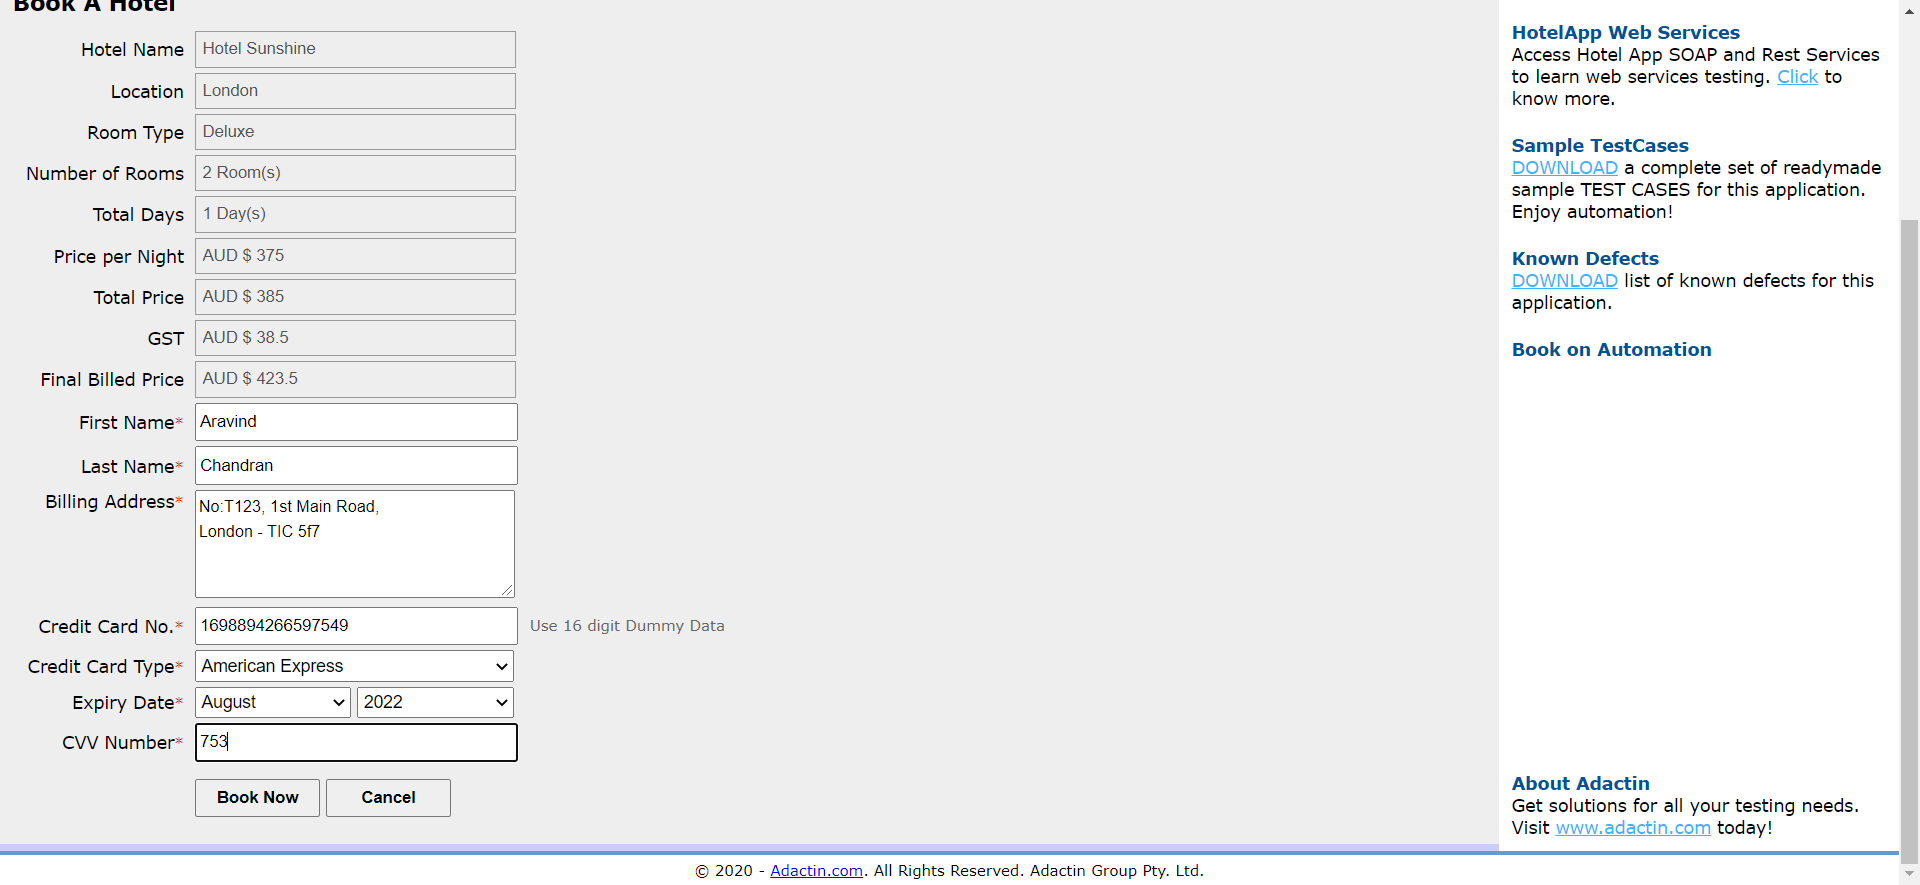 Book A Hotel
Hotel Name Hotel Sunshine
Location London
Room Type Deluxe
Number of Rooms 2 Room(s)
Total Days 1 Day(s)
Price per Night AUD $ 375
Total Price AUD $ 385
GST AUD $ 38.5
Final Billed Price AUD $ 423.5
First Name* Aravind
Last Name* Chandran
Billing Address* No:T123, 1st Main Road,
London - TIC 5f7
Credit Card No.* 1698894266597549 Use 16 digit Dummy Data
Credit Card Type* American Express
Expiry Date* August 2022
CVV Number* 753
Book Now Cancel
HotelApp Web Services
Access Hotel App SOAP and Rest Services
to learn web services testing. Click to
know more.
Sample TestCases
DOWNLOAD a complete set of readymade
sample TEST CASES for this application.
Enjoy automation!
Known Defects
DOWNLOAD list of known defects for this
application.
Book on Automation
About Adactin
Get solutions for all your testing needs.
Visit www.adactin.com today!
© 2020 - Adactin.com. All Rights Reserved. Adactin Group Pty. Ltd.